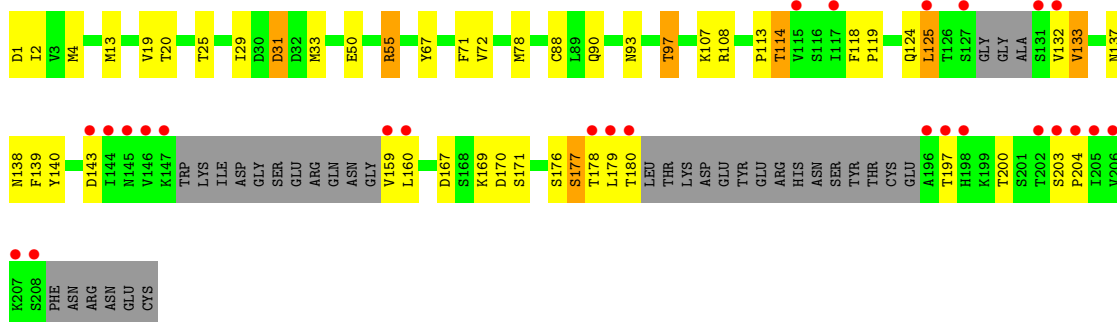 D1 I2 V3 M4 M13 V19 T20 T25 I29 D30 D31 D32 M33 E50 R55 Y67 F71 V72 M78 C88 L89 Q90 N93 T97 K107 R108 P113 T114 V115 S116 I117 F118 P119 Q124 L125 T126 S127 GLY GLY ALA S131 V132 V133 N137
N138 F139 Y140 D143 I144 N145 V146 K147 TRP LYS ILE ASP GLY SER GLU ARG GLN ASN GLY V159 L160 D167 S168 K169 D170 S171 S176 S177 T178 L179 T180 LEU THR LYS ASP GLU TYR GLU ARG HIS ASN SER TYR THR CYS GLU A196 T197 H198 K199 T200 S201 T202 S203 P204 I205 V206
K207 S208 PHE ASN ARG ASN GLU CYS